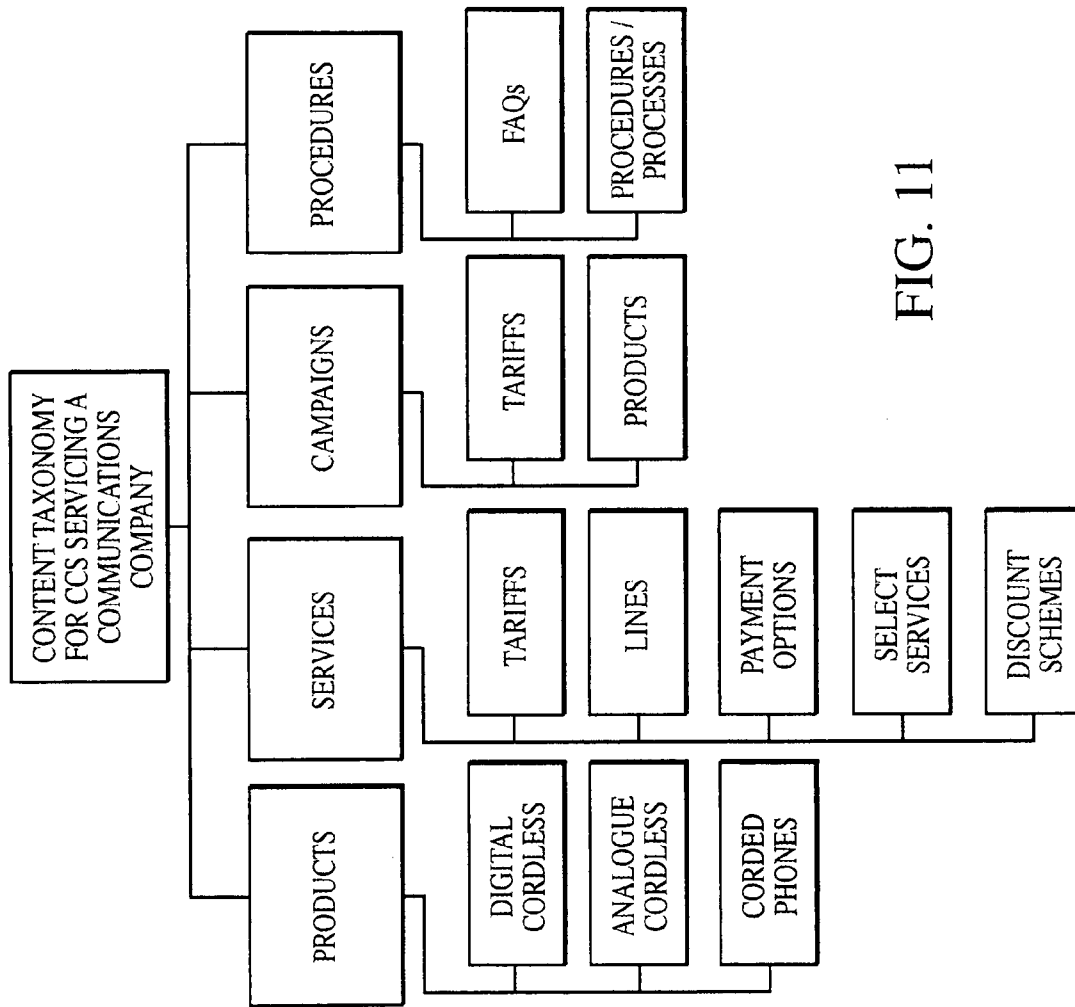 CONTENT TAXONOMY
FOR CCS SERVICING A
COMMUNICATIONS
COMPANY
PRODUCTS
DIGITAL
CORDLESS
ANALOGUE
CORDLESS
CORDED
PHONES
SERVICES
TARIFFS
LINES
PAYMENT
OPTIONS
SELECT
SERVICES
DISCOUNT
SCHEMES
CAMPAIGNS
TARIFFS
PRODUCTS
PROCEDURES
FAQs
PROCEDURES /
PROCESSES
FIG. 11